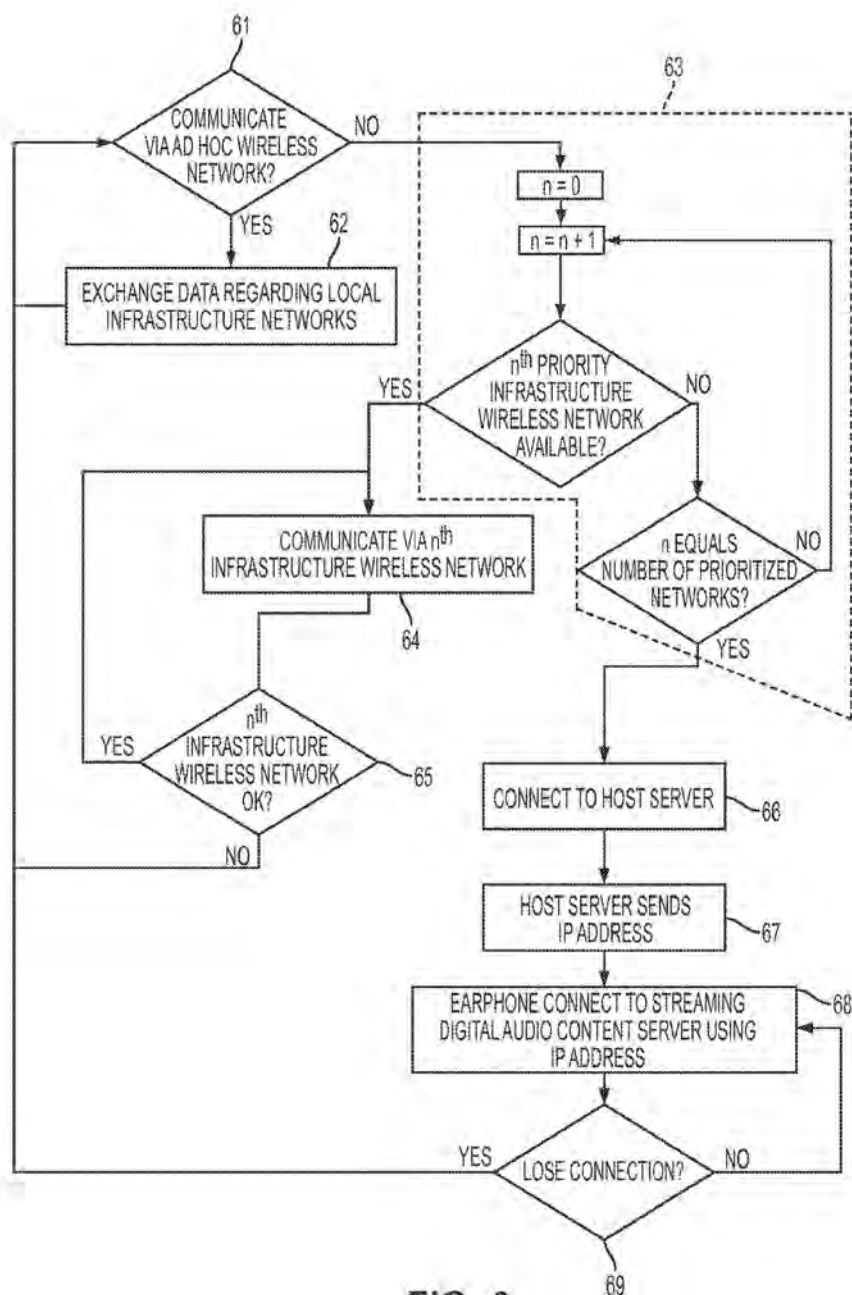 61
COMMUNICATE
VIA AD HOC WIRELESS
NETWORK?
NO
YES
62
EXCHANGE DATA REGARDING LOCAL
INFRASTRUCTURE NETWORKS
63
n = 0
n = n + 1
nth PRIORITY
INFRASTRUCTURE
WIRELESS NETWORK
AVAILABLE?
YES
NO
n EQUALS
NUMBER OF PRIORITIZED
NETWORKS?
NO
YES
COMMUNICATE VIA nth
INFRASTRUCTURE WIRELESS NETWORK
64
nth
INFRASTRUCTURE
WIRELESS NETWORK
OK?
YES
65
NO
CONNECT TO HOST SERVER
66
HOST SERVER SENDS
IP ADDRESS
67
EARPHONE CONNECT TO STREAMING
DIGITAL AUDIO CONTENT SERVER USING
IP ADDRESS
68
LOSE CONNECTION?
YES
NO
69